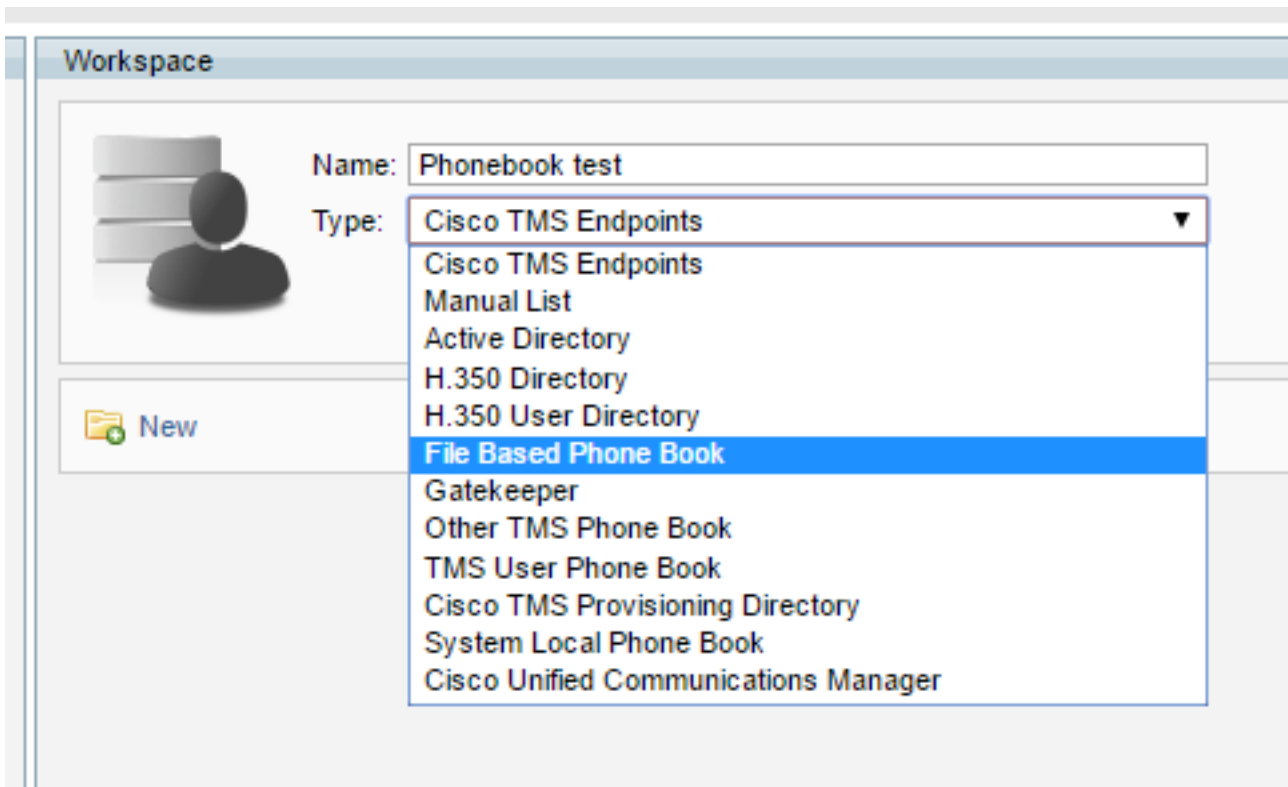 Workspace
Name: Phonebook test
Type: Cisco TMS Endpoints
Cisco TMS Endpoints
Manual List
Active Directory
H.350 Directory
H.350 User Directory
File Based Phone Book
Gatekeeper
Other TMS Phone Book
TMS User Phone Book
Cisco TMS Provisioning Directory
System Local Phone Book
Cisco Unified Communications Manager
New